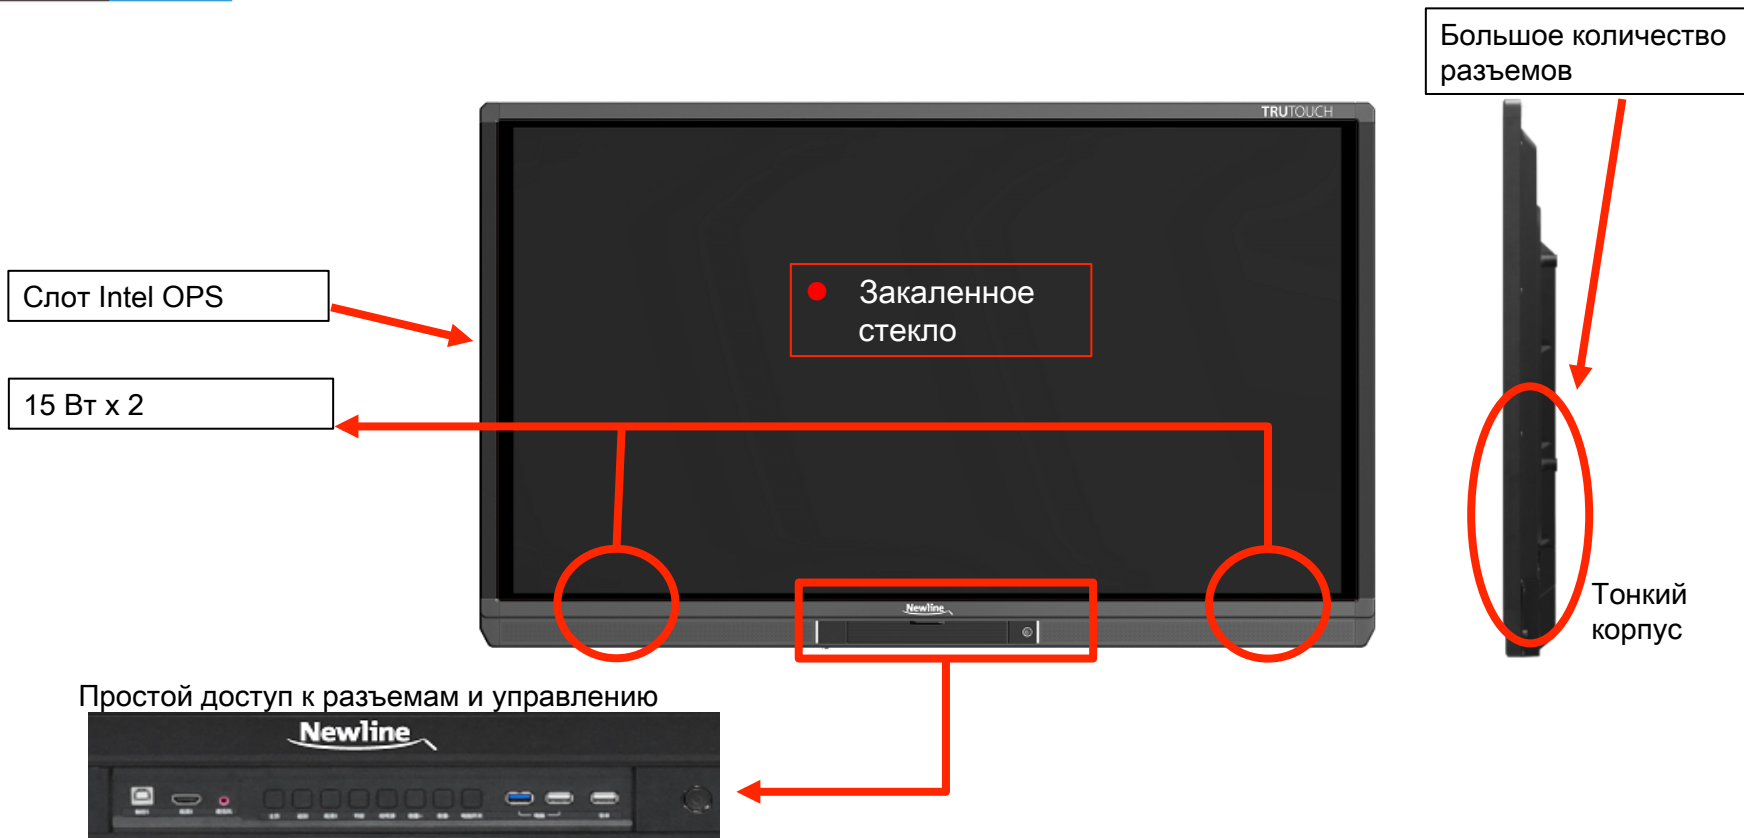 Большое количество
разъемов
TRUTOUCH
Слот Intel OPS
Закаленное
стекло
15 Вт x 2
Newline
Тонкий
корпус
Простой доступ к разъемам и управлению
Newline